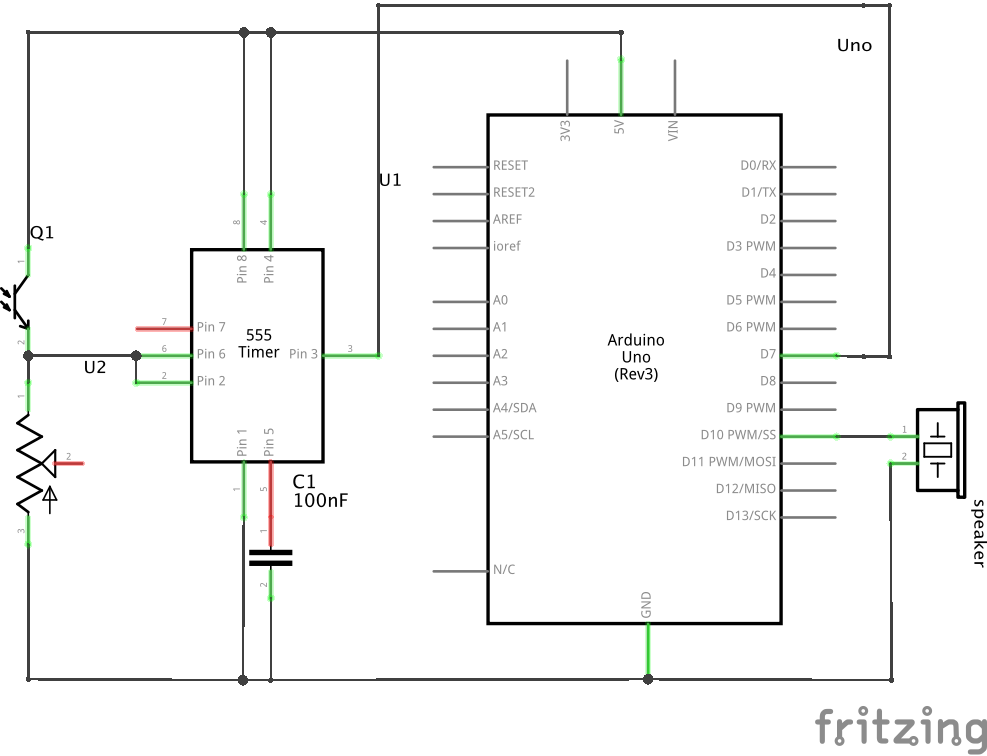 Uno
3V3
5V
VIN
U1
RESET
RESET2
AREF
ioref
A0
A1
A2
A3
A4/SDA
A5/SCL
N/C
D0/RX
D1/TX
D2
D3 PWM
D4
D5 PWM
D6 PWM
D7
D8
D9 PWM
D10 PWM/SS
D11 PWM/MOSI
D12/MISO
D13/SCK
GND
Arduino
Uno
(Rev3)
Q1
1
2
U2
1
2
3
8
4
Pin 8
Pin 4
7
Pin 7
6
Pin 6
2
Pin 2
555
Timer
Pin 3
3
Pin 1
Pin 5
1
5
C1
100nF
1
2
1
2
speaker
fritzing